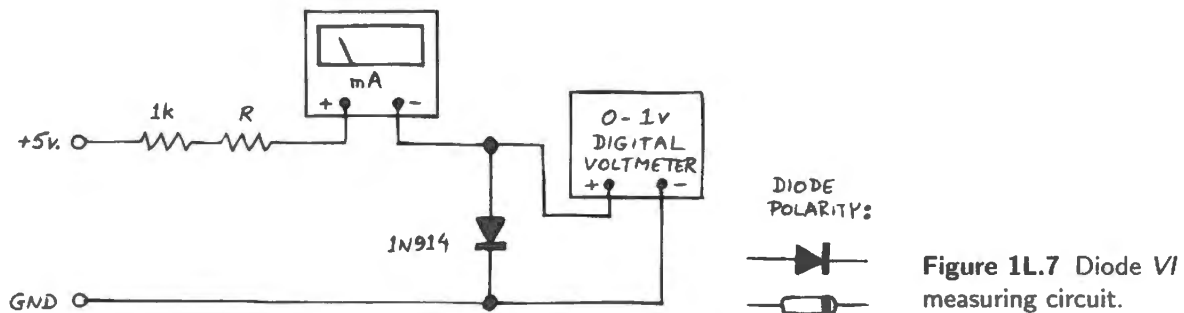 mA
+ -
1k
R
+5v.
0-1v
DIGITAL
VOLTMETER
+ -
1N914
GND
DIODE
POLARITY:
Figure 1L.7 Diode VI
measuring circuit.